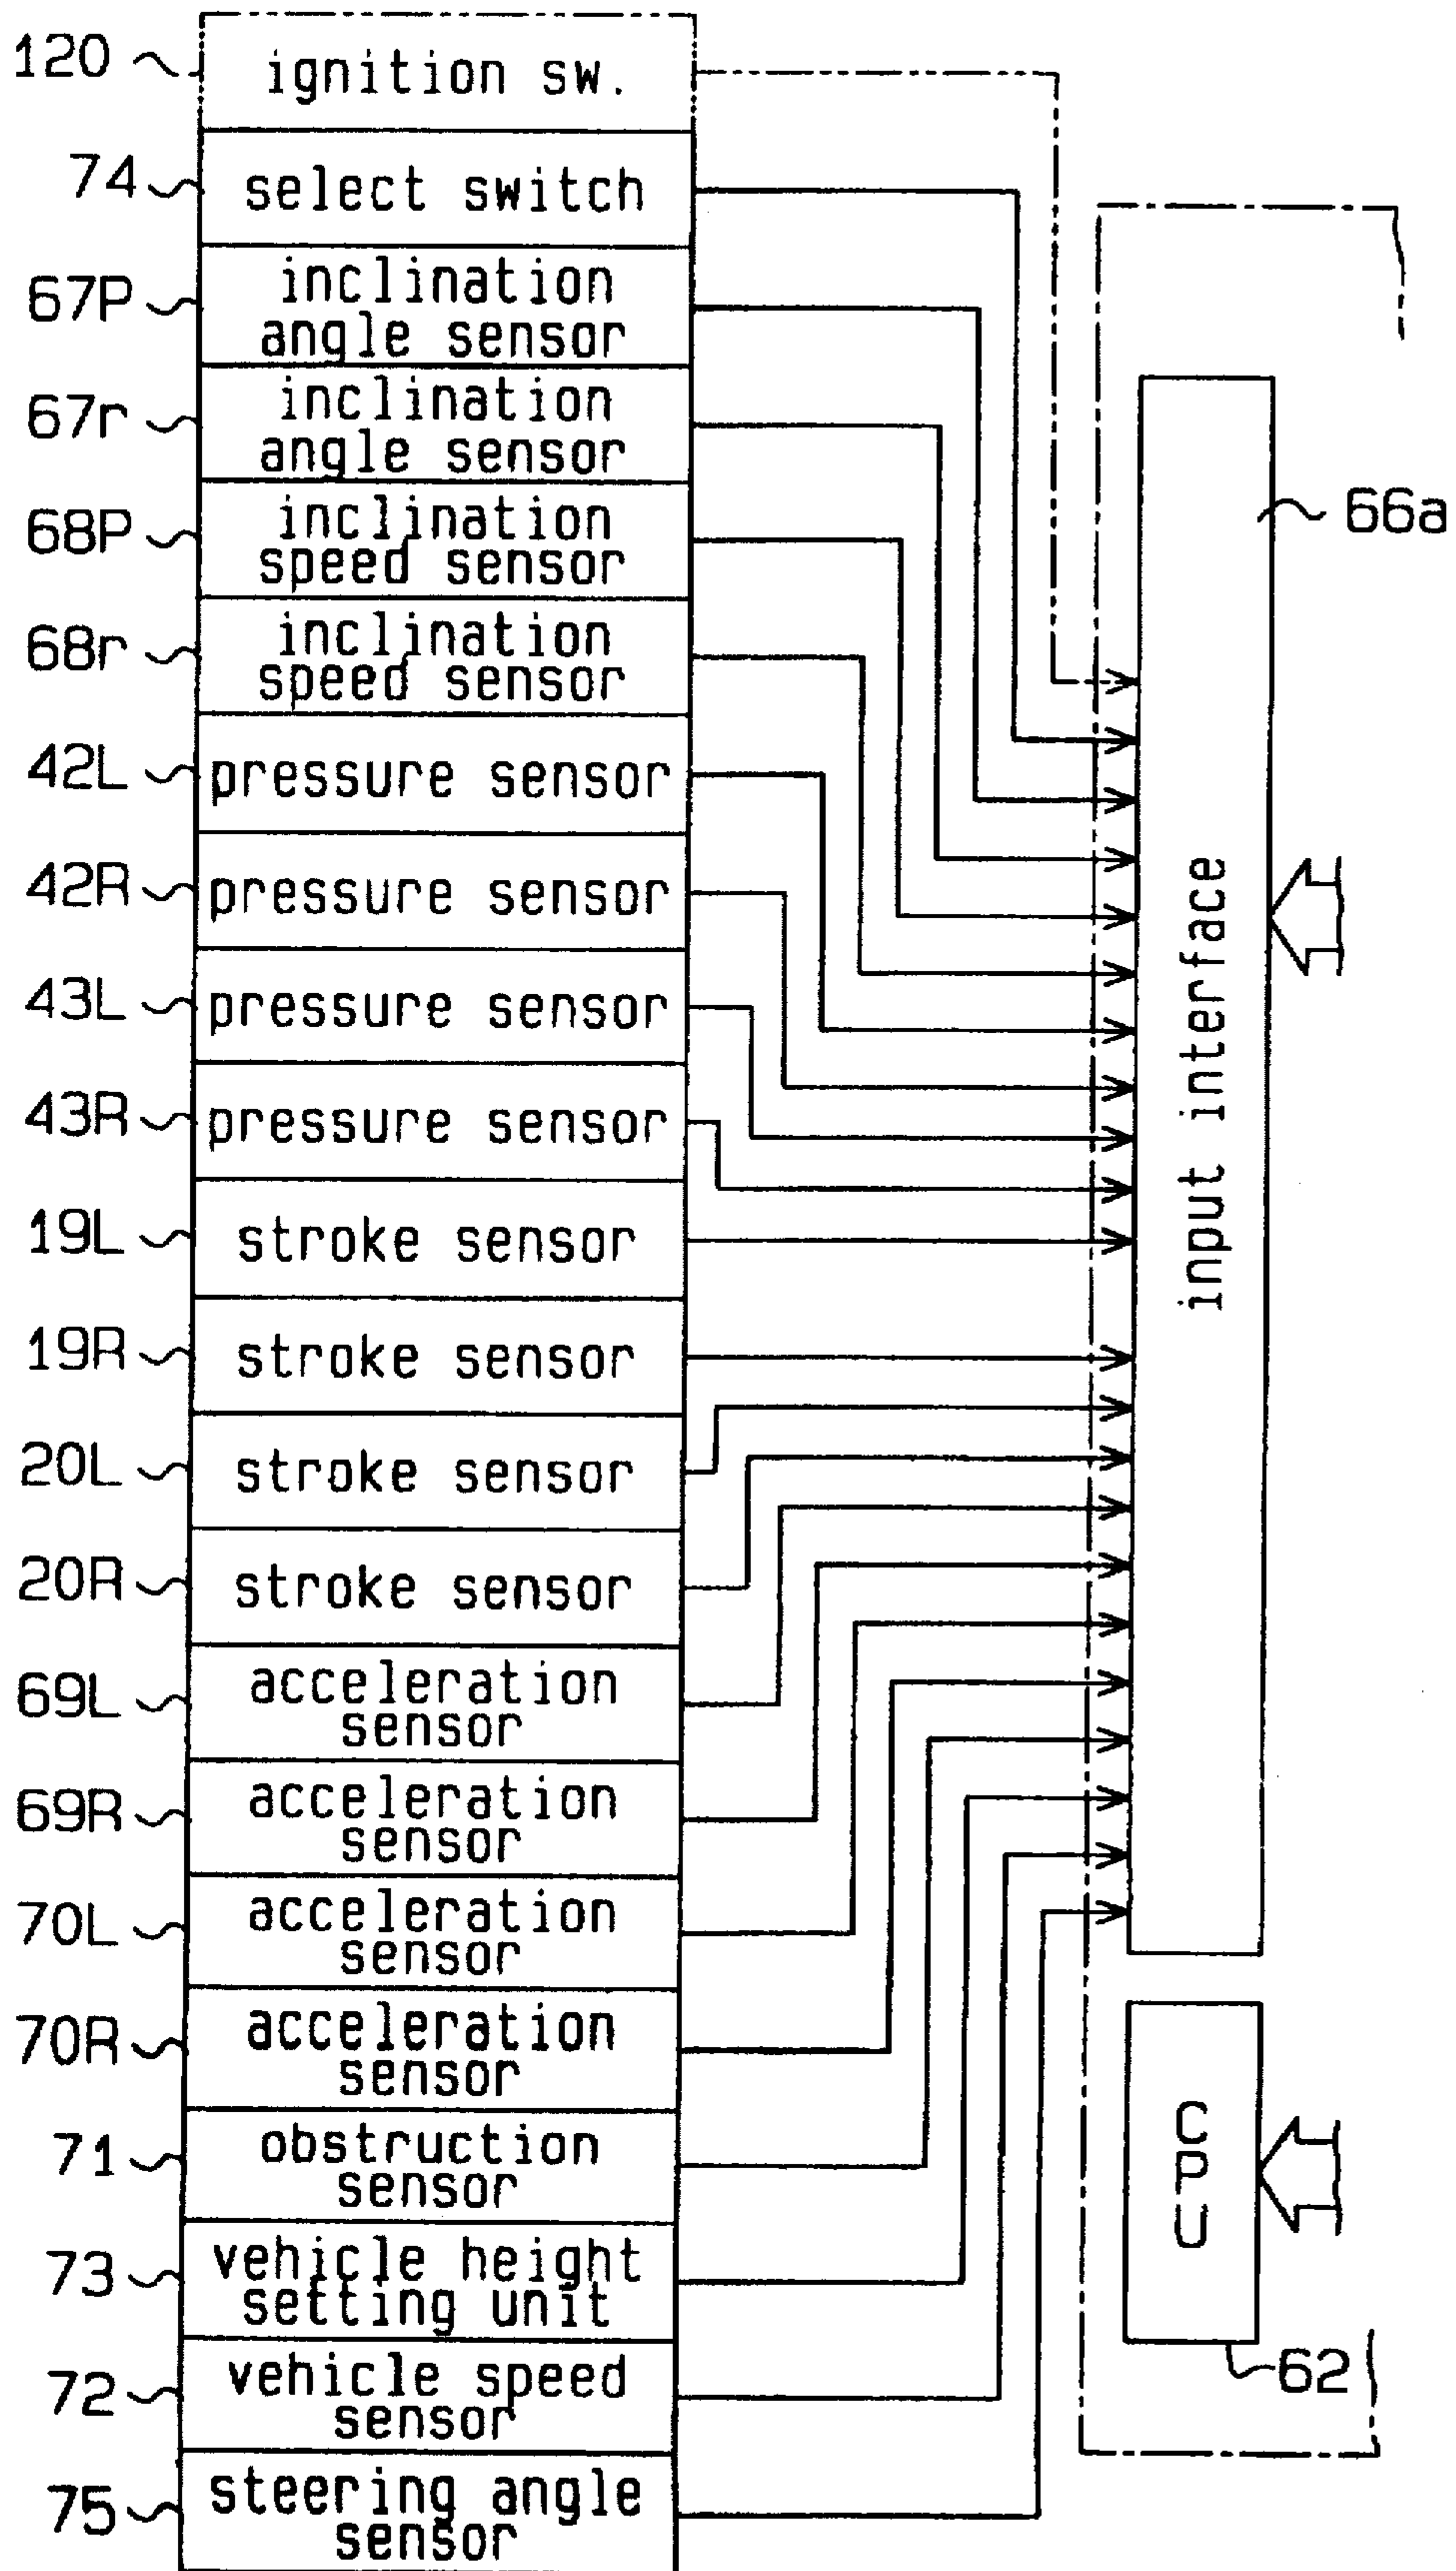 120 ignition sw.
74 select switch
67P inclination
angle sensor
67r inclination
angle sensor
68P inclination
speed sensor
68r inclination
speed sensor
42L pressure sensor
42R pressure sensor
43L pressure sensor
43R pressure sensor
19L stroke sensor
19R stroke sensor
20L stroke sensor
20R stroke sensor
69L acceleration
sensor
69R acceleration
sensor
70L acceleration
sensor
70R acceleration
sensor
71 obstruction
sensor
73 vehicle height
setting unit
72 vehicle speed
sensor
75 steering angle
sensor
input interface
66a
CPU
62